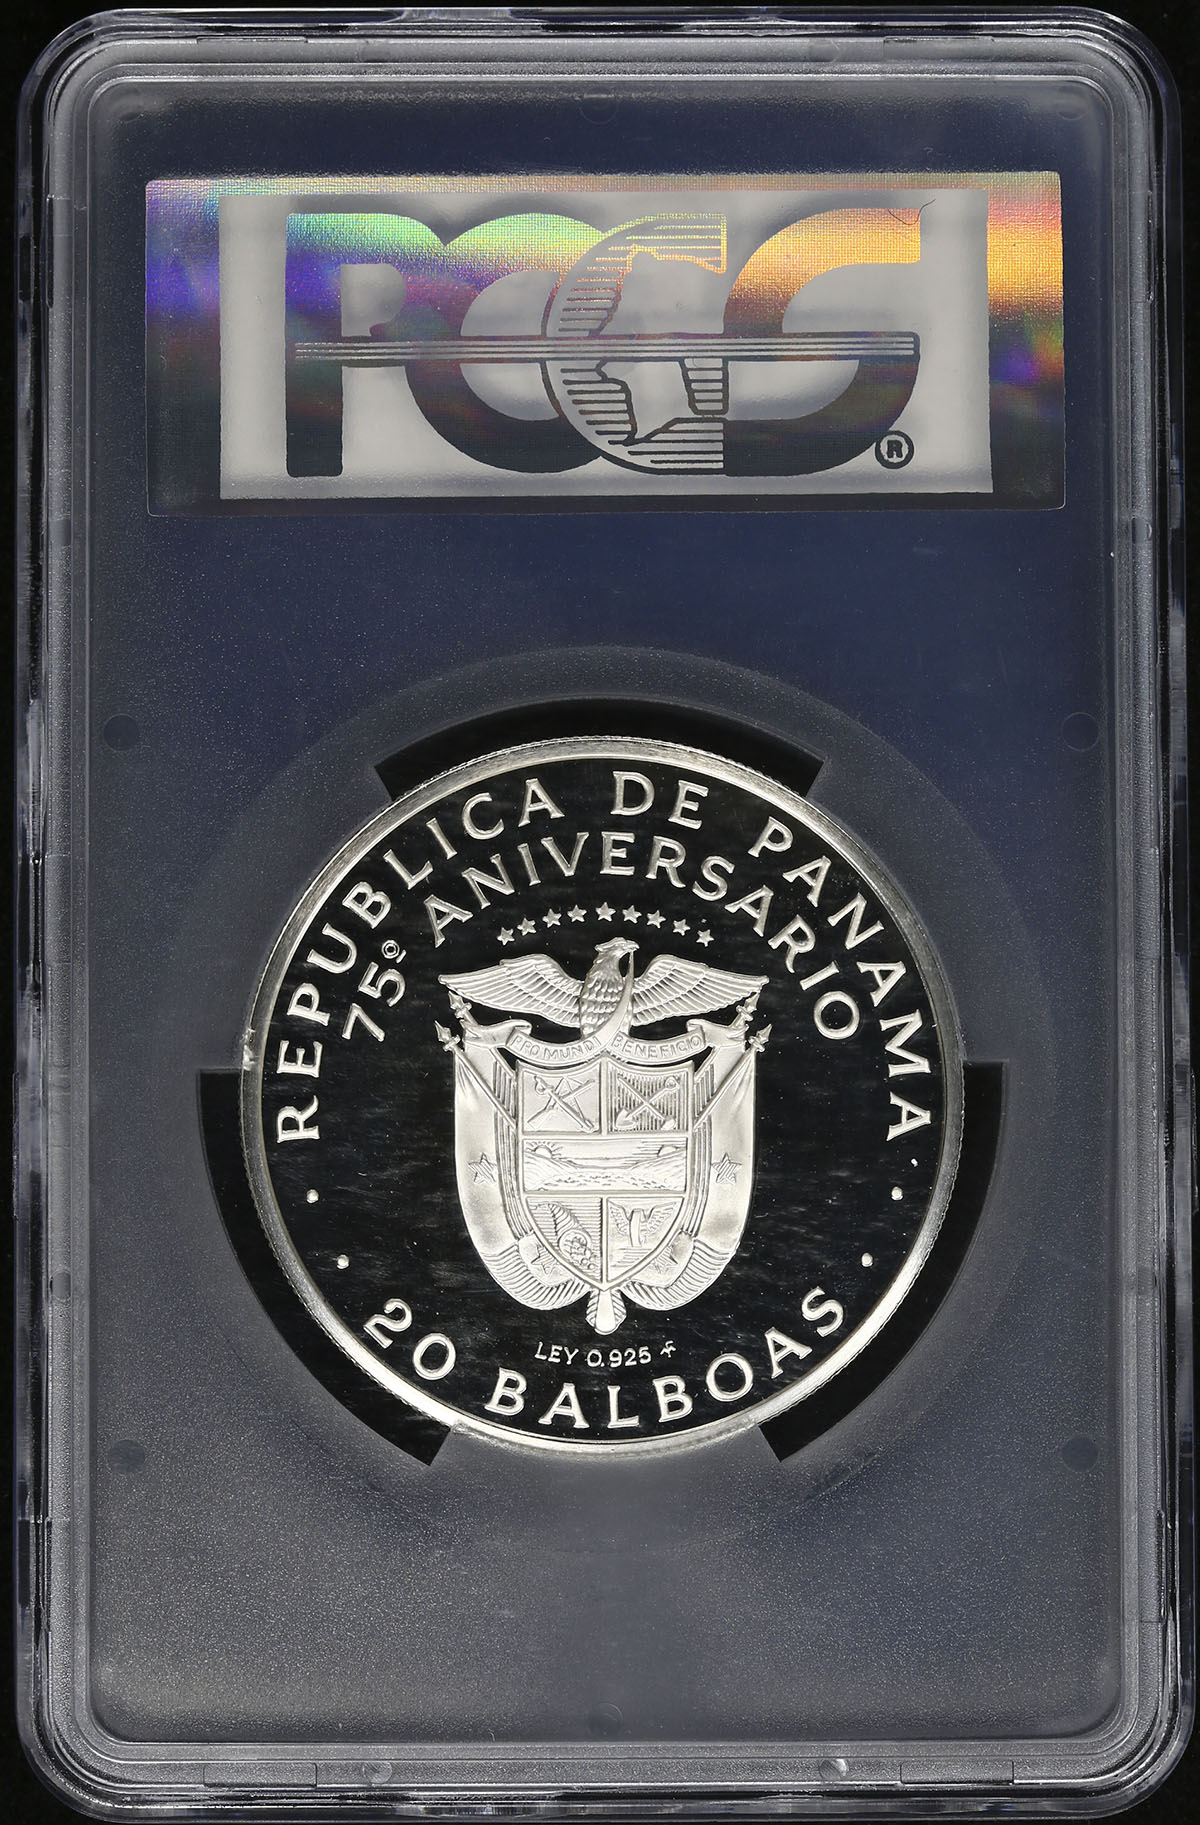 PCGS®
REPUBLICA DE PANAMA
75º ANIVERSARIO
PRO MUNDI BENEFICIO
LEY 0.925
20 BALBOAS